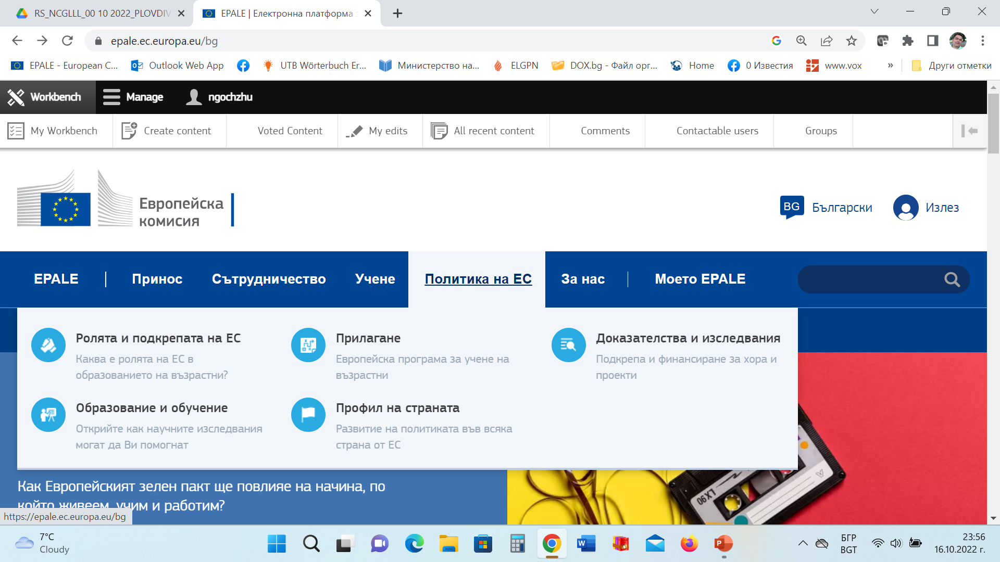 RS_NCGLLL_00 10 2022_PLOVDIV
EPALE | Електронна платформа
epale.ec.europa.eu/bg
EPALE - European C...
Outlook Web App
UTB Wörterbuch Er...
Министерство на...
ELGPN
DOX.bg - Файл орг...
Home
0 Известия
www.vox
»
Други отметки
Workbench
Manage
ngochzhu
My Workbench
Create content
Voted Content
My edits
All recent content
Comments
Contactable users
Groups
Европейска
комисия
BG Български
Излез
EPALE
Принос
Сътрудничество
Учене
Политика на ЕС
За нас
Моето EPALE
Ролята и подкрепата на ЕС
Каква е ролята на ЕС в
образованието на възрастни?
Прилагане
Европейска програма за учене на
възрастни
Доказателства и изследвания
Подкрепа и финансиране за хора и
проекти
Образование и обучение
Открийте как научните изследвания
могат да Ви помогнат
Профил на страната
Развитие на политиката във всяка
страна от ЕС
Как Европейският зелен пакт ще повлияе на начина, по
който живеем, учим и работим?
LX90
https://epale.ec.europa.eu/bg
7°C
Cloudy
БГР
BGT
23:56
16.10.2022 г.